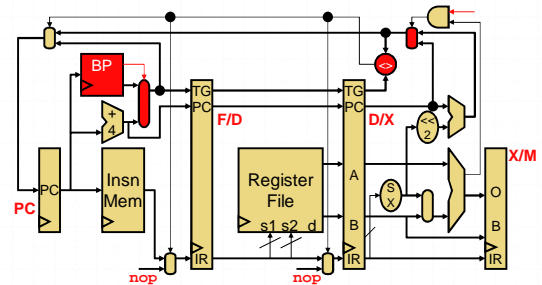 BP
<>
TG
PC
F/D
TG
PC
D/X
+
4
<<
2
X/M
PC
PC
Insn
Mem
Register
File
s1 s2 d
A
B
S
X
O
B
IR
IR
IR
nop
nop